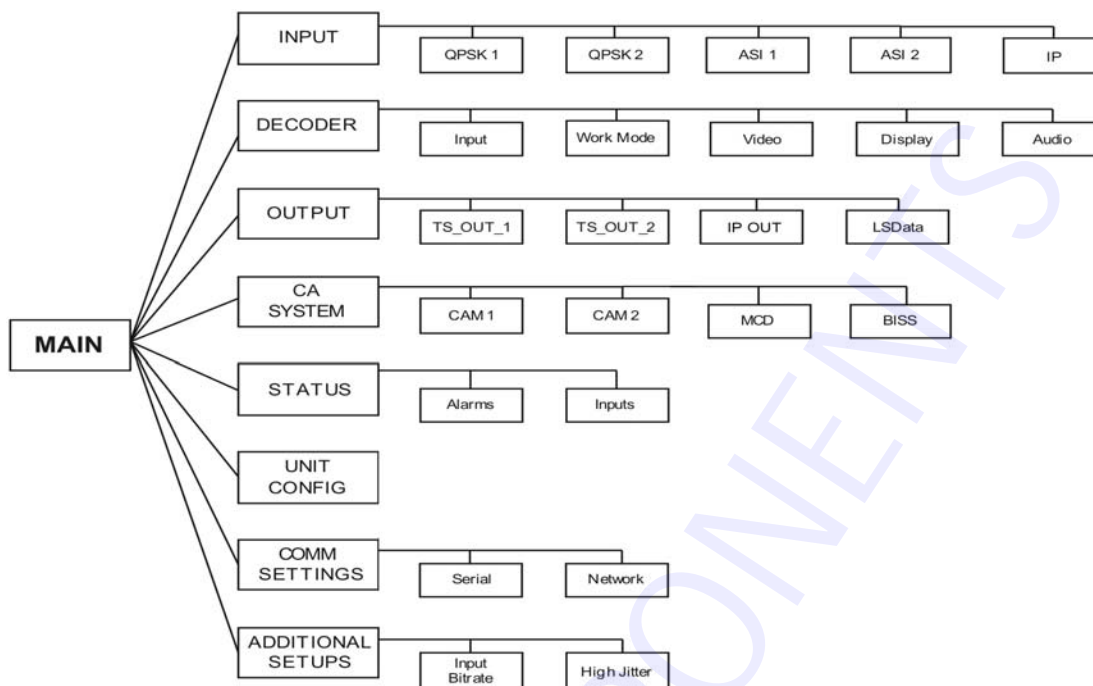 INPUT
QPSK 1
QPSK 2
ASI 1
ASI 2
IP
DECODER
Input
Work Mode
Video
Display
Audio
OUTPUT
TS_OUT_1
TS_OUT_2
IP OUT
LSData
CA
SYSTEM
CAM 1
CAM 2
MCD
BISS
MAIN
STATUS
Alarms
Inputs
UNIT
CONFIG
COMM
SETTINGS
Serial
Network
ADDITIONAL
SETUPS
Input
Bitrate
High Jitter
PONENTS